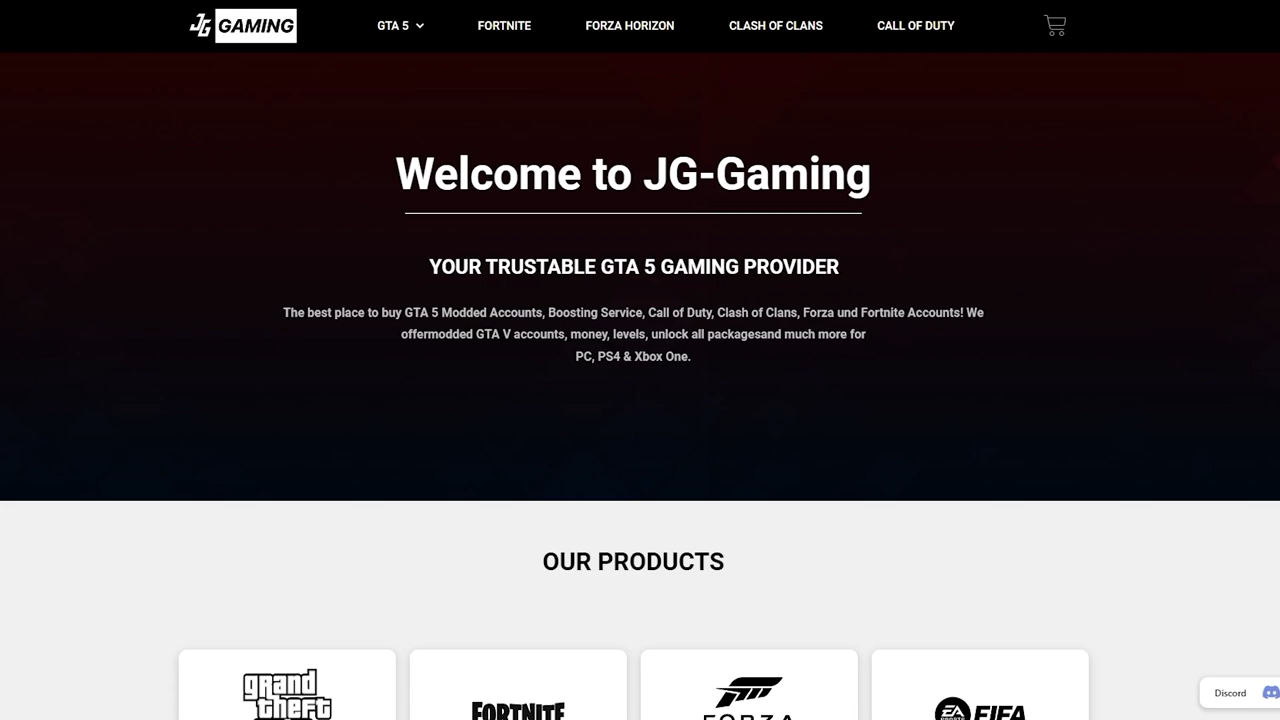 JG GAMING
GTA 5
FORTNITE
FORZA HORIZON
CLASH OF CLANS
CALL OF DUTY
Welcome to JG-Gaming
YOUR TRUSTABLE GTA 5 GAMING PROVIDER
The best place to buy GTA 5 Modded Accounts, Boosting Service, Call of Duty, Clash of Clans, Forza und Fortnite Accounts! We
offermodded GTA V accounts, money, levels, unlock all packagesand much more for
PC, PS4 & Xbox One.
OUR PRODUCTS
grand
theft
FORTNITE
FORZA
EA
FIFA
Discord